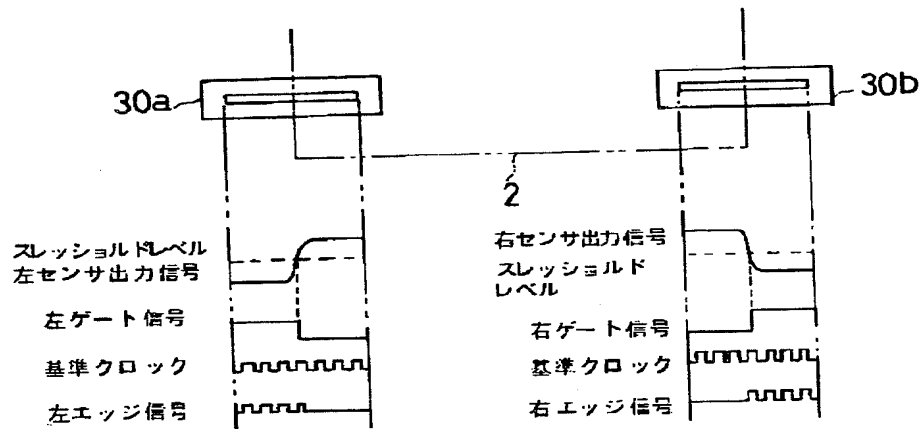 30a
30b
2
スレッショルドレベル
左センサ出力信号
左ゲート信号
基準クロック
左エッジ信号
右センサ出力信号
スレッショルド
レベル
右ゲート信号
基準クロック
右エッジ信号